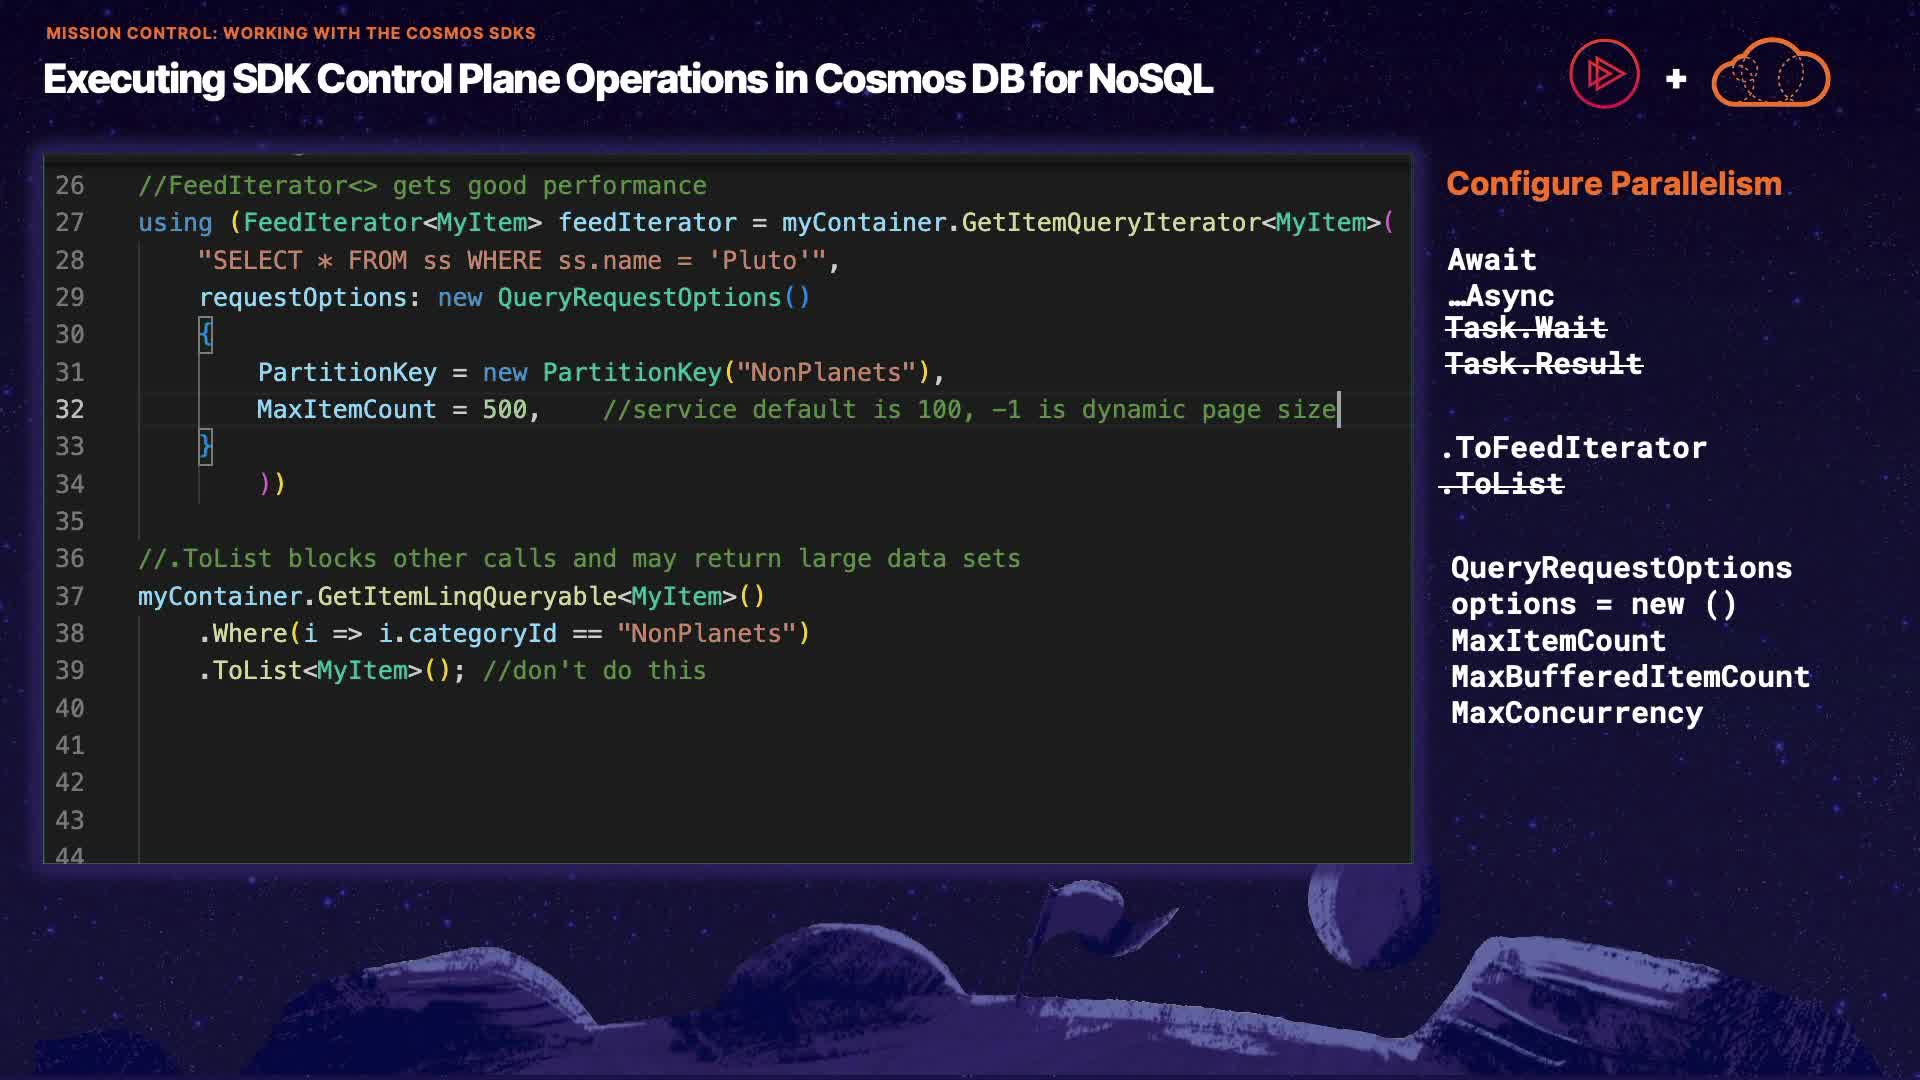 MISSION CONTROL: WORKING WITH THE COSMOS SDKS
Executing SDK Control Plane Operations in Cosmos DB for NoSQL
+
26 //FeedIterator<> gets good performance
27 using (FeedIterator<MyItem> feedIterator = myContainer.GetItemQueryIterator<MyItem>(
28 "SELECT * FROM ss WHERE ss.name = 'Pluto'",
29 requestOptions: new QueryRequestOptions()
30 {
31 PartitionKey = new PartitionKey("NonPlanets"),
32 MaxItemCount = 500, //service default is 100, -1 is dynamic page size
33 }
34 ))
35
36 //.ToList blocks other calls and may return large data sets
37 myContainer.GetItemLinqQueryable<MyItem>()
38 .Where(i => i.categoryId == "NonPlanets")
39 .ToList<MyItem>(); //don't do this
40
41
42
43
44
Configure Parallelism
Await
…Async
Task.Wait
Task.Result
.ToFeedIterator
.ToList
QueryRequestOptions
options = new ()
MaxItemCount
MaxBufferedItemCount
MaxConcurrency